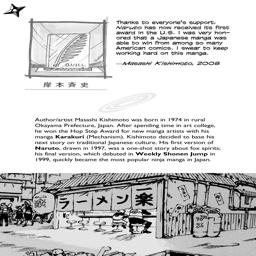 QUILL
岸本斉史
Thanks to everyone's support,
Naruto has now received its first
award in the U.S. I was very hon-
ored that a Japanese manga was
able to win from among so many
American comics. I swear to keep
working hard on this manga.
—Masashi Kishimoto, 2008
Author/artist Masashi Kishimoto was born in 1974 in rural
Okayama Prefecture, Japan. After spending time in art college,
he won the Hop Step Award for new manga artists with his
manga Karakuri (Mechanism). Kishimoto decided to base his
next story on traditional Japanese culture. His first version of
Naruto, drawn in 1997, was a one-shot story about fox spirits;
his final version, which debuted in Weekly Shonen Jump in
1999, quickly became the most popular ninja manga in Japan.
ラーメン 一楽